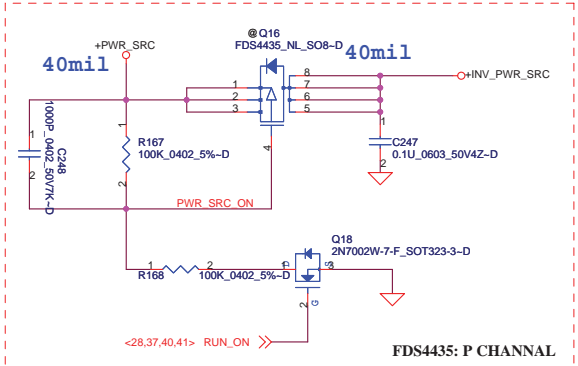 @ Q16
FDS4435_NL_SO8~D
+PWR_SRC
40mil
40mil
+INV_PWR_SRC
1
2
3
8
7
6
5
4
1
C248
1000P_0402_50V7K~D
2
1
R167
100K_0402_5%~D
2
1
C247
0.1U_0603_50V4Z~D
2
PWR_SRC_ON
Q18
2N7002W-7-F_SOT323-3~D
1
R168
2
100K_0402_5%~D
1
D
S
3
2
G
<28,37,40,41> RUN_ON
FDS4435: P CHANNAL